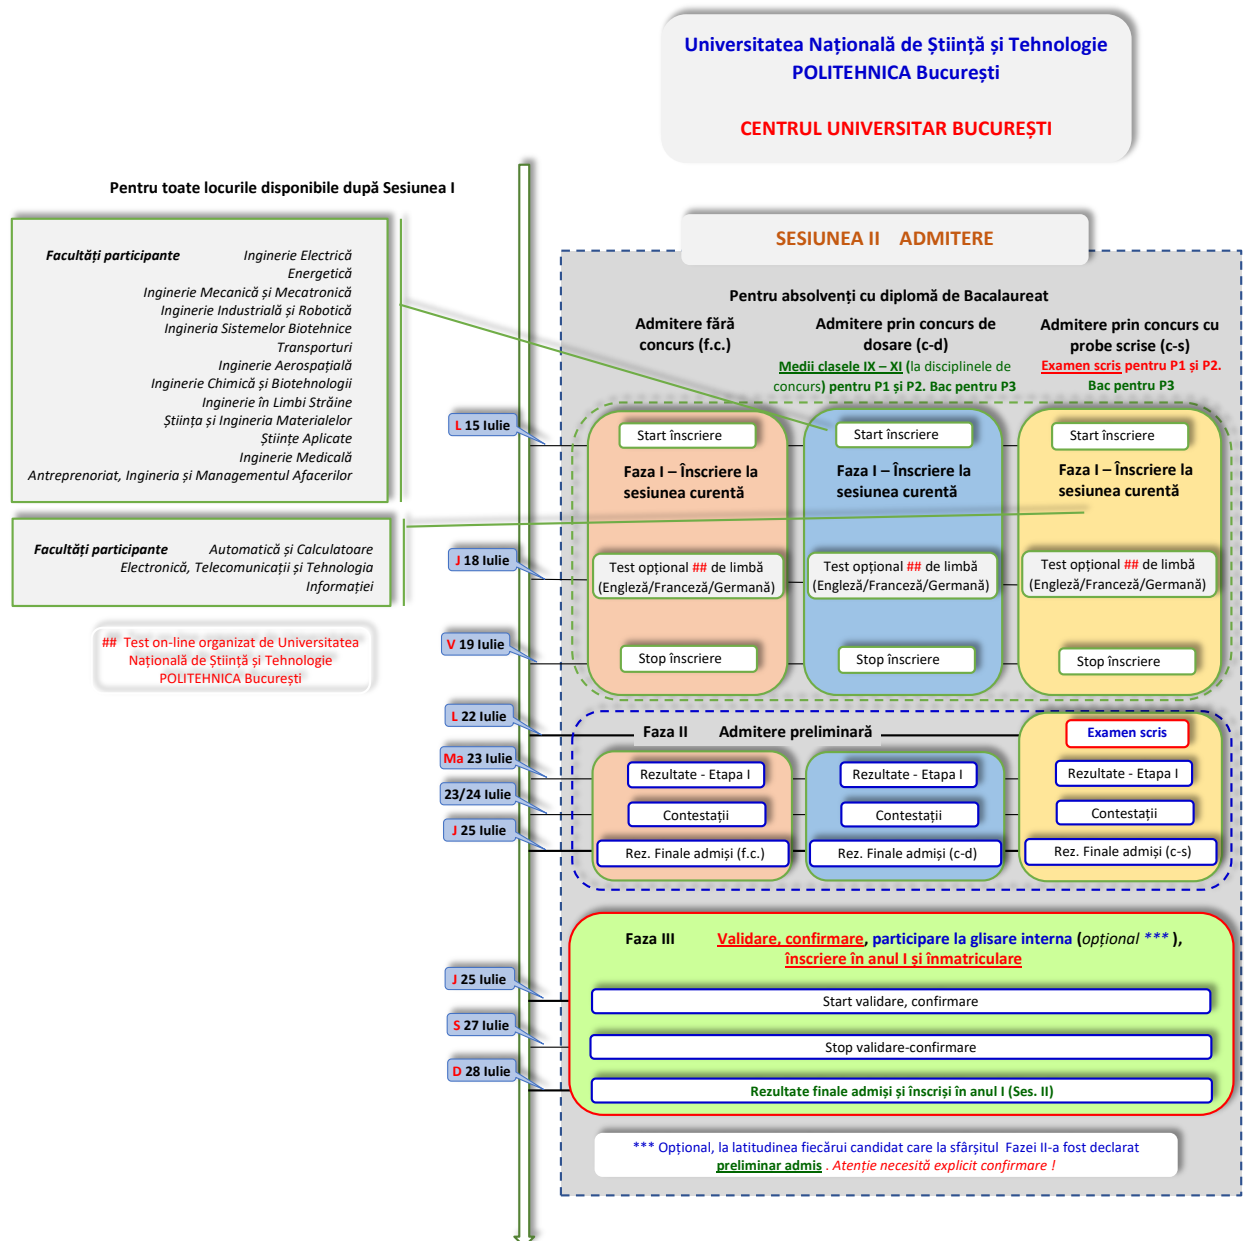 Universitatea Națională de Știință și Tehnologie
POLITEHNICA București
CENTRUL UNIVERSITAR BUCUREȘTI
Pentru toate locurile disponibile după Sesiunea I
Facultăți participante Inginerie Electrică
Energetică
Inginerie Mecanică și Mecatronică
Inginerie Industrială și Robotică
Ingineria Sistemelor Biotehnice
Transporturi
Inginerie Aerospațială
Inginerie Chimică și Biotehnologii
Inginerie în Limbi Străine
Știința și Ingineria Materialelor
Științe Aplicate
Inginerie Medicală
Antreprenoriat, Ingineria și Managementul Afacerilor
Facultăți participante Automatică și Calculatoare
Electronică, Telecomunicații și Tehnologia
Informației
## Test on-line organizat de Universitatea
Națională de Știință și Tehnologie
POLITEHNICA București
SESIUNEA II ADMITERE
Pentru absolvenți cu diplomă de Bacalaureat
Admitere fără
concurs (f.c.)
Admitere prin concurs de
dosare (c-d)
Medii clasele IX – XI (la disciplinele de
concurs) pentru P1 și P2. Bac pentru P3
Admitere prin concurs cu
probe scrise (c-s)
Examen scris pentru P1 și P2.
Bac pentru P3
L 15 Iulie
Start înscriere
Start înscriere
Start înscriere
Faza I – Înscriere la
sesiunea curentă
Faza I – Înscriere la
sesiunea curentă
Faza I – Înscriere la
sesiunea curentă
J 18 Iulie
Test opțional ## de limbă
(Engleză/Franceză/Germană)
Test opțional ## de limbă
(Engleză/Franceză/Germană)
Test opțional ## de limbă
(Engleză/Franceză/Germană)
V 19 Iulie
Stop înscriere
Stop înscriere
Stop înscriere
L 22 Iulie
Faza II Admitere preliminară
Examen scris
Ma 23 Iulie
Rezultate - Etapa I
Rezultate - Etapa I
Rezultate - Etapa I
23/24 Iulie
Contestații
Contestații
Contestații
J 25 Iulie
Rez. Finale admiși (f.c.)
Rez. Finale admiși (c-d)
Rez. Finale admiși (c-s)
Faza III Validare, confirmare, participare la glisare interna (opțional *** ),
înscriere în anul I și înmatriculare
J 25 Iulie
Start validare, confirmare
S 27 Iulie
Stop validare-confirmare
D 28 Iulie
Rezultate finale admiși și înscriși în anul I (Ses. II)
*** Opțional, la latitudinea fiecărui candidat care la sfârșitul Fazei II-a fost declarat
preliminar admis . Atenție necesită explicit confirmare !